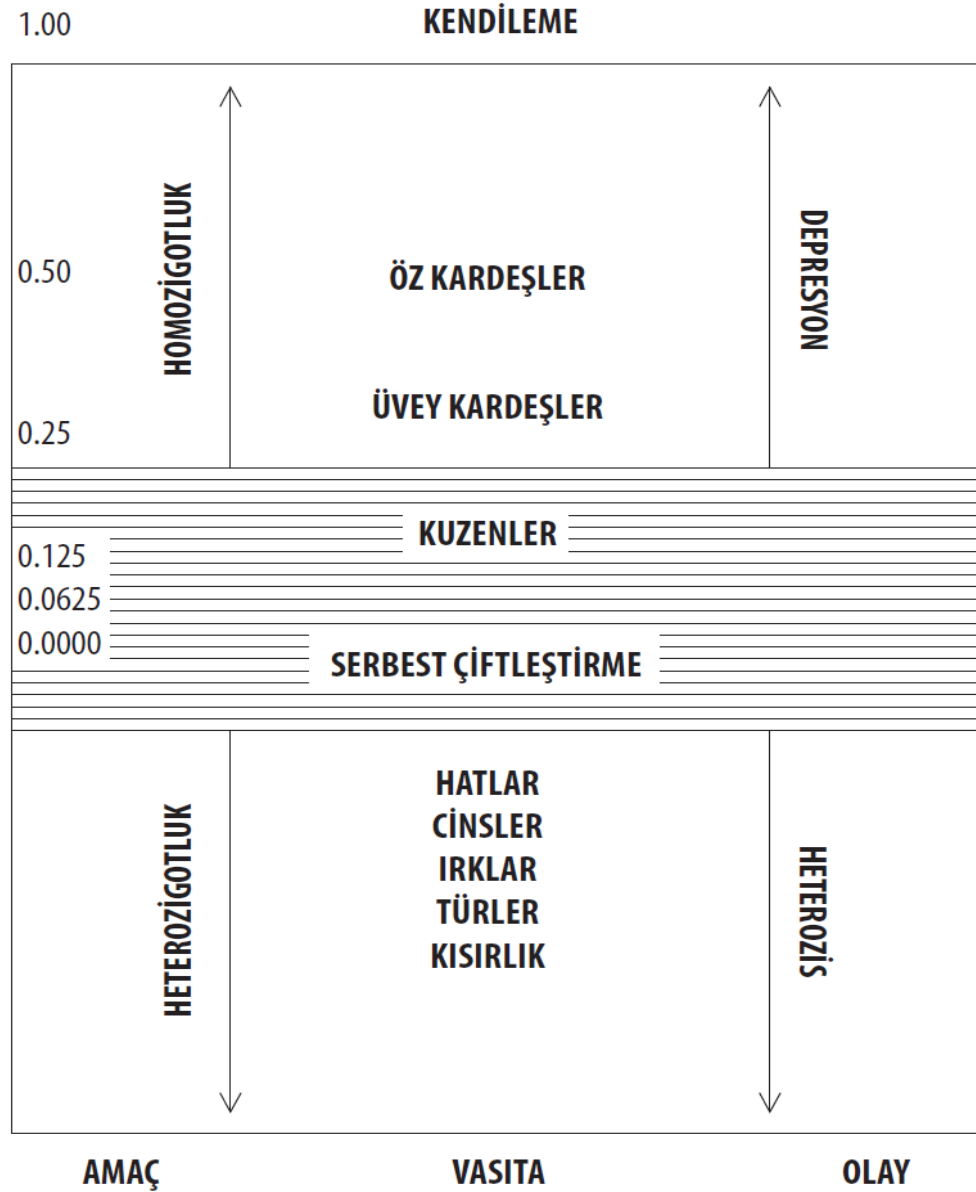 1.00 KENDİLEME
HOMOZİGOTLUK
DEPRESYON
0.50 ÖZ KARDEŞLER
ÜVEY KARDEŞLER
0.25
KUZENLER
0.125
0.0625
0.0000
SERBEST ÇİFTLEŞTİRME
HETEROZİGOTLUK
HETEROZİS
HATLAR
CİNSLER
IRKLAR
TÜRLER
KISIRLIK
AMAÇ VASITA OLAY